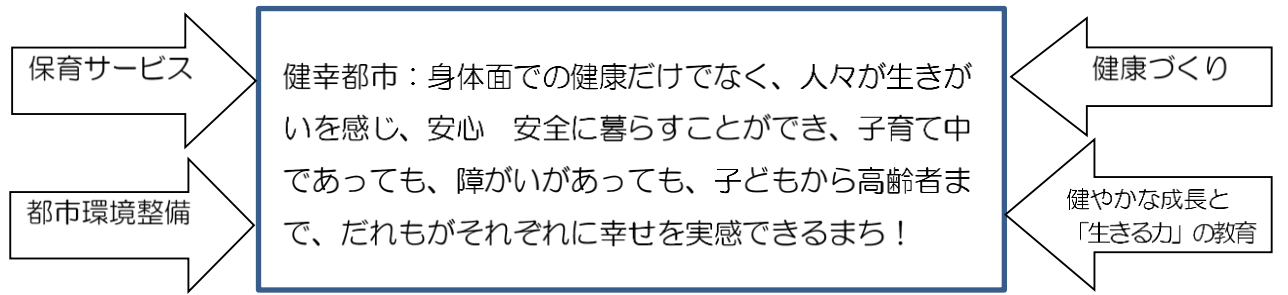 保育サービス
都市環境整備
健幸都市：身体面での健康だけでなく、人々が生きが
いを感じ、安心　安全に暮らすことができ、子育て中
であっても、障がいがあっても、子どもから高齢者ま
で、だれもがそれぞれに幸せを実感できるまち！
健康づくり
健やかな成長と
「生きる力」の教育